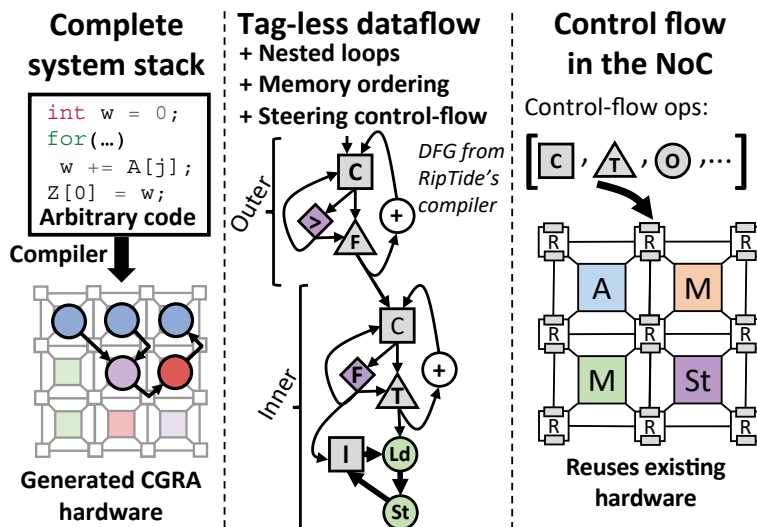 Complete
system stack
int w = 0;
for(…)
w += A[j];
Z[0] = w;
Arbitrary code
Compiler
Generated CGRA
hardware
Tag-less dataflow
+ Nested loops
+ Memory ordering
+ Steering control-flow
DFG from
RipTide's
compiler
Outer
C
>
F
+
Inner
C
F
T
+
I
Ld
St
Control flow
in the NoC
Control-flow ops:
[ C , T , O ,... ]
R R R
A M
R R R
M St
R R R
Reuses existing
hardware